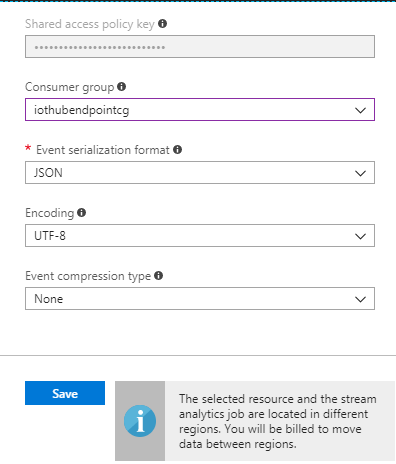 Shared access policy key
••••••••••••••••••••••••••
Consumer group
iothubendpointcg
* Event serialization format
JSON
Encoding
UTF-8
Event compression type
None
Save
The selected resource and the stream
analytics job are located in different
regions. You will be billed to move
data between regions.